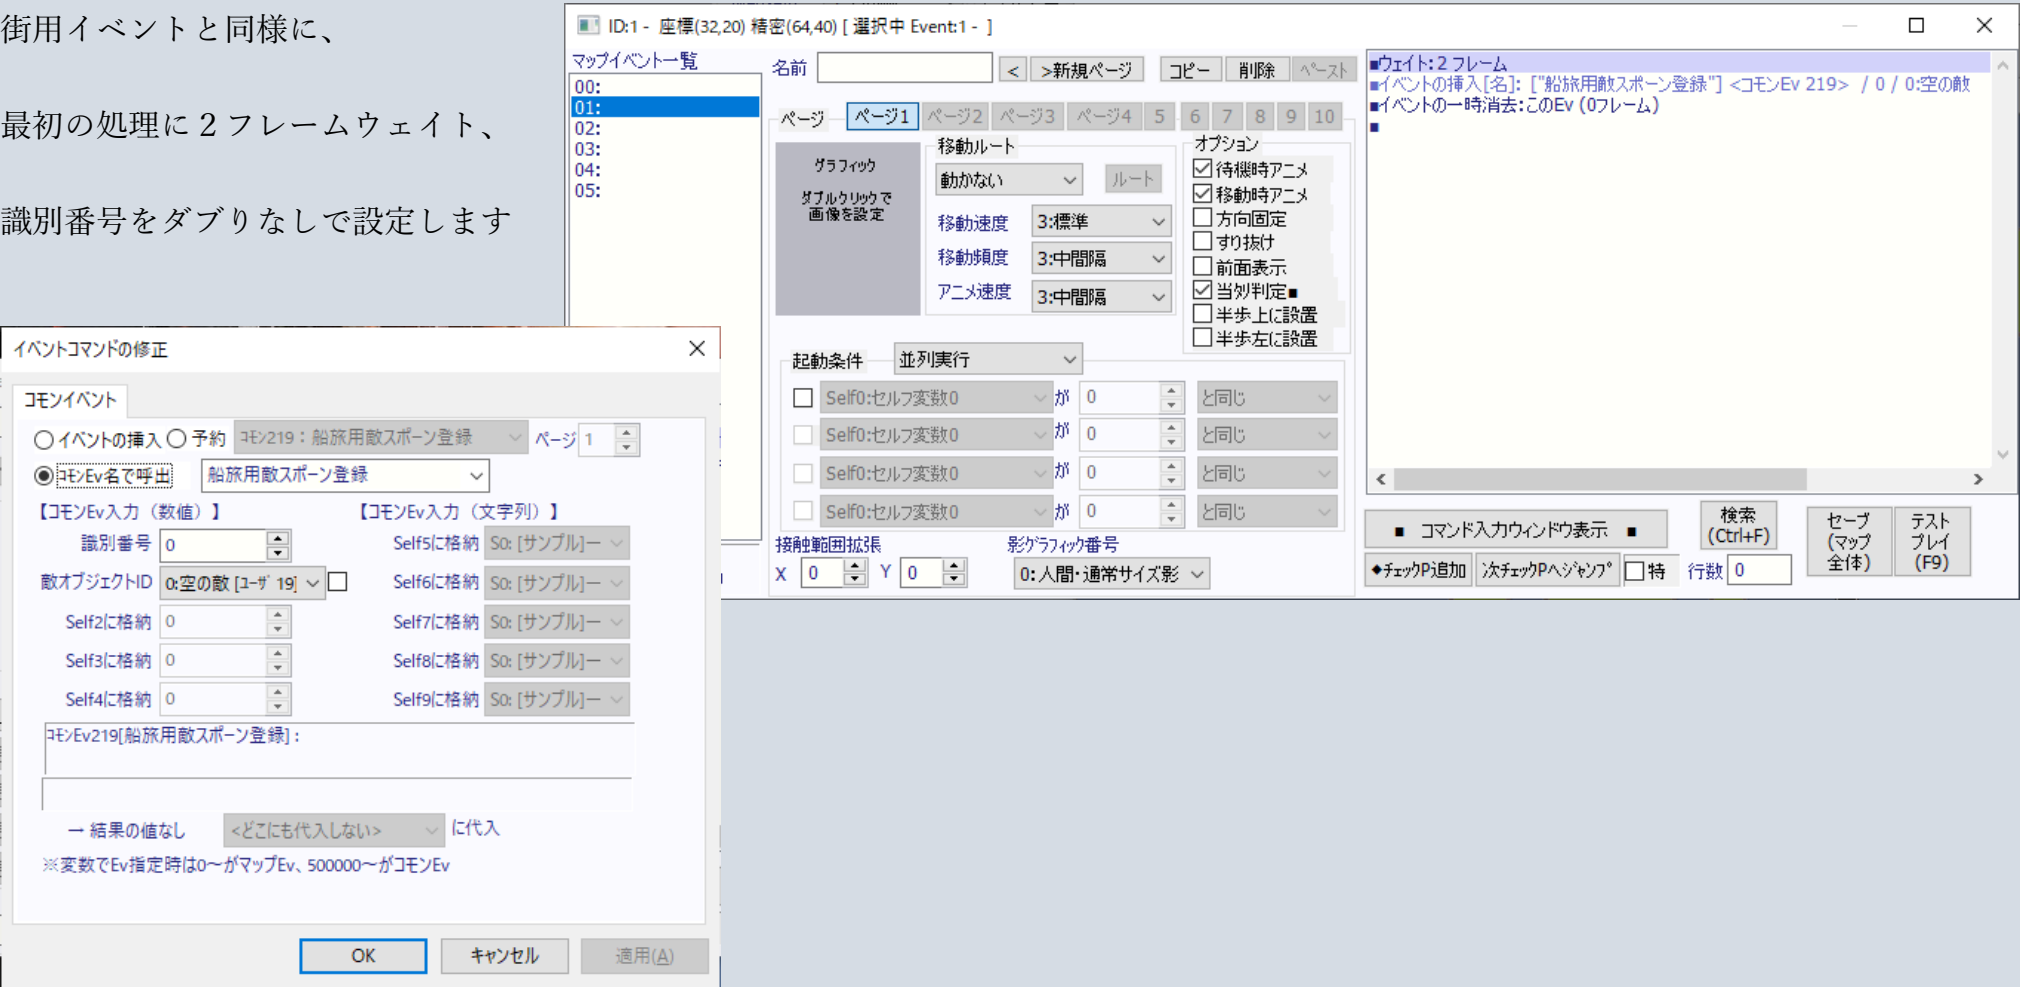 街用イベントと同様に、
最初の処理に２フレームウェイト、
識別番号をダブりなしで設定します
ID:1 - 座標(32,20) 精密(64,40) [ 選択中 Event:1 - ]
マップイベント一覧
00:
01:
02:
03:
04:
05:
名前
<
>新規ページ
コピー
削除
ペースト
ページ
ページ1 ページ2 ページ3 ページ4 5 6 7 8 9 10
グラフィック
ダブルクリックで
画像を設定
移動ルート
動かない
ルート
移動速度 3:標準
移動頻度 3:中間隔
アニメ速度 3:中間隔
オプション
待機時アニメ
移動時アニメ
方向固定
すり抜け
前面表示
当り判定■
半歩上に設置
半歩左に設置
起動条件 並列実行
Self0:セルフ変数0 が 0 と同じ
Self0:セルフ変数0 が 0 と同じ
Self0:セルフ変数0 が 0 と同じ
Self0:セルフ変数0 が 0 と同じ
接触範囲拡張
X 0 Y 0
影グラフィック番号
0:人間・通常サイズ影
■ウェイト:2 フレーム
■イベントの挿入[名]: ["船旅用敵スポーン登録"] <コモンEv 219> / 0 / 0:空の敵
■イベントの一時消去:このEv (0フレーム)
■
■ コマンド入力ウィンドウ表示 ■
検索
(Ctrl+F)
セーブ
(マップ
全体)
テスト
プレイ
(F9)
◆チェックP追加
次チェックPへジャンプ
特
行数 0
イベントコマンドの修正
コモンイベント
イベントの挿入 予約 コモン219：船旅用敵スポーン登録 ページ 1
コモンEv名で呼出 船旅用敵スポーン登録
【コモンEv入力（数値）】 【コモンEv入力（文字列）】
識別番号 0 Self5に格納 S0: [サンプル]ー
敵オブジェクトID 0:空の敵 [ユーザ 19] Self6に格納 S0: [サンプル]ー
Self2に格納 0 Self7に格納 S0: [サンプル]ー
Self3に格納 0 Self8に格納 S0: [サンプル]ー
Self4に格納 0 Self9に格納 S0: [サンプル]ー
コモンEv219[船旅用敵スポーン登録] :
→ 結果の値なし <どこにも代入しない> に代入
※変数でEv指定時は0～がマップEv、500000～がコモンEv
OK
キャンセル
適用(A)